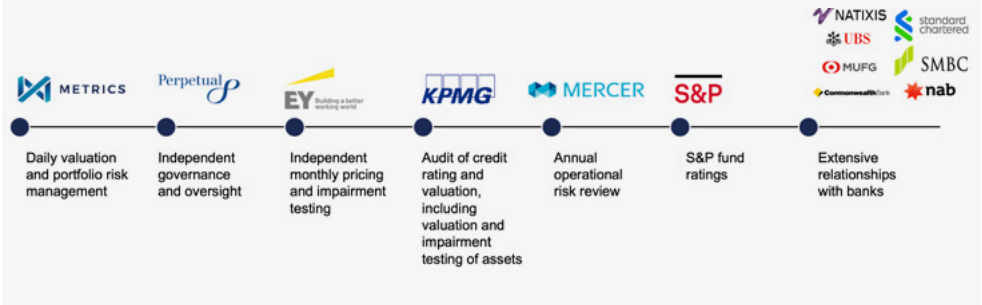 METRICS
Daily valuation
and portfolio risk
management
Perpetual
Independent
governance
and oversight
EY Building a better
working world
Independent
monthly pricing
and impairment
testing
KPMG
Audit of credit
rating and
valuation,
including
valuation and
impairment
testing of assets
MERCER
Annual
operational
risk review
S&P
S&P fund
ratings
NATIXIS
standard
chartered
UBS
MUFG
SMBC
CommonwealthBank
nab
Extensive
relationships
with banks